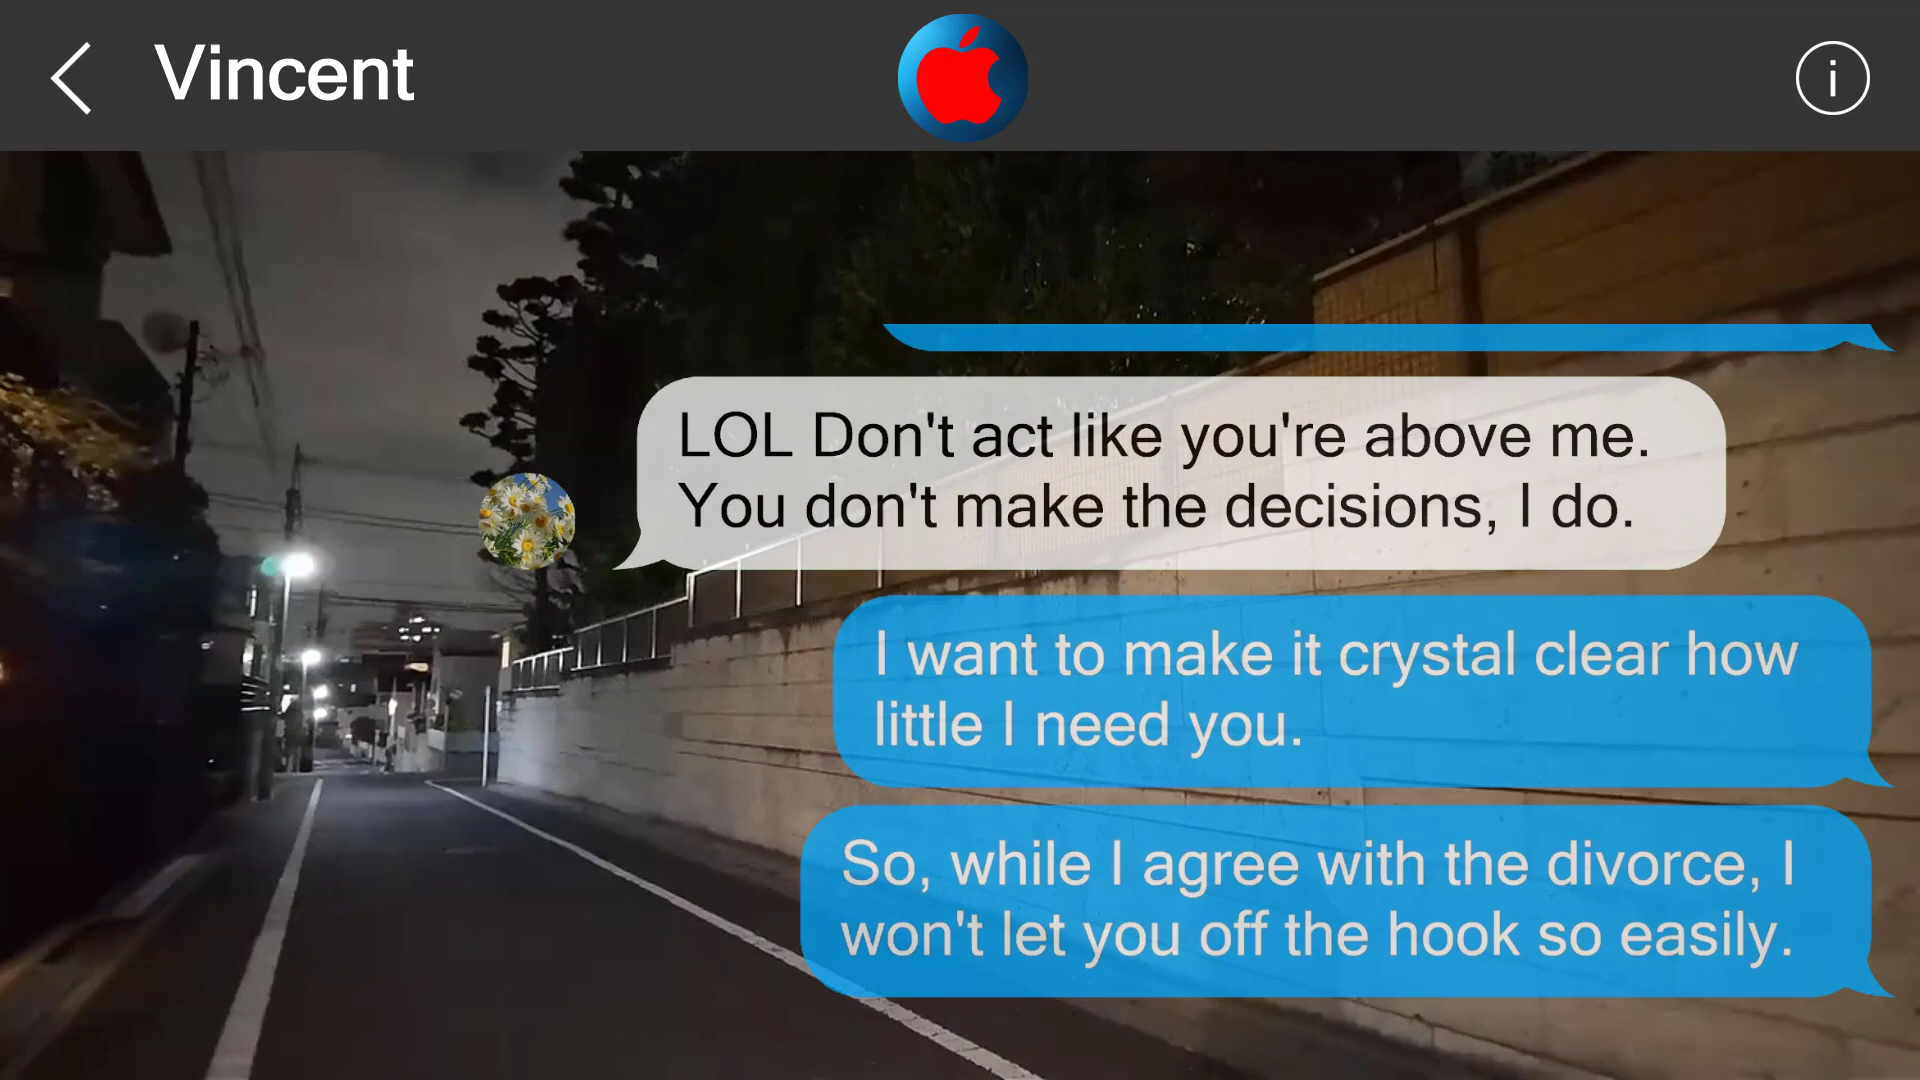 Vincent
i
LOL Don't act like you're above me.
You don't make the decisions, I do.
I want to make it crystal clear how
little I need you.
So, while I agree with the divorce, I
won't let you off the hook so easily.